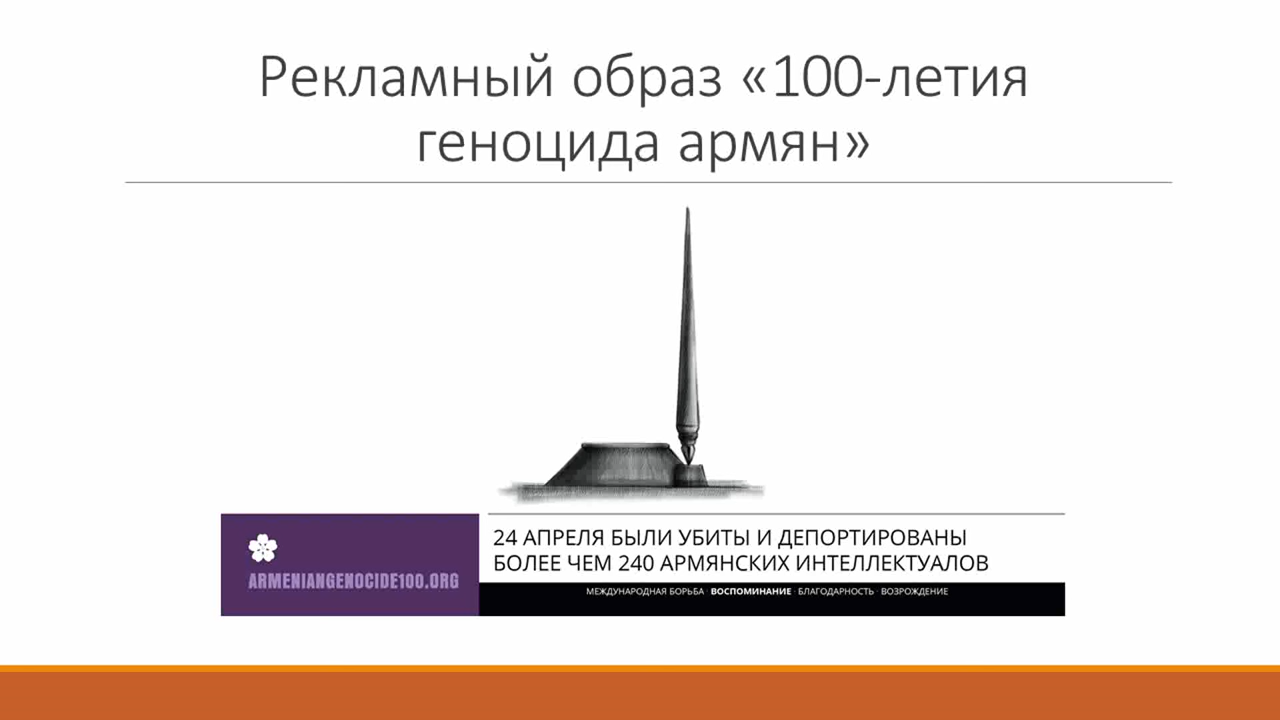 Рекламный образ «100-летия
геноцида армян»
24 АПРЕЛЯ БЫЛИ УБИТЫ И ДЕПОРТИРОВАНЫ
БОЛЕЕ ЧЕМ 240 АРМЯНСКИХ ИНТЕЛЛЕКТУАЛОВ
ARMENIANGENOCIDE100.ORG
МЕЖДУНАРОДНАЯ БОРЬБА · ВОСПОМИНАНИЕ · БЛАГОДАРНОСТЬ · ВОЗРОЖДЕНИЕ